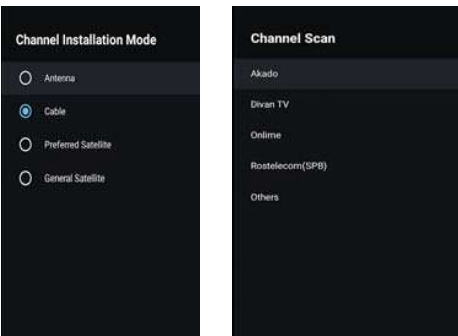 Channel Installation Mode
Antenna
Cable
Preferred Satellite
General Satellite
Channel Scan
Akado
Divan TV
Onlime
Rostelecom(SPB)
Others